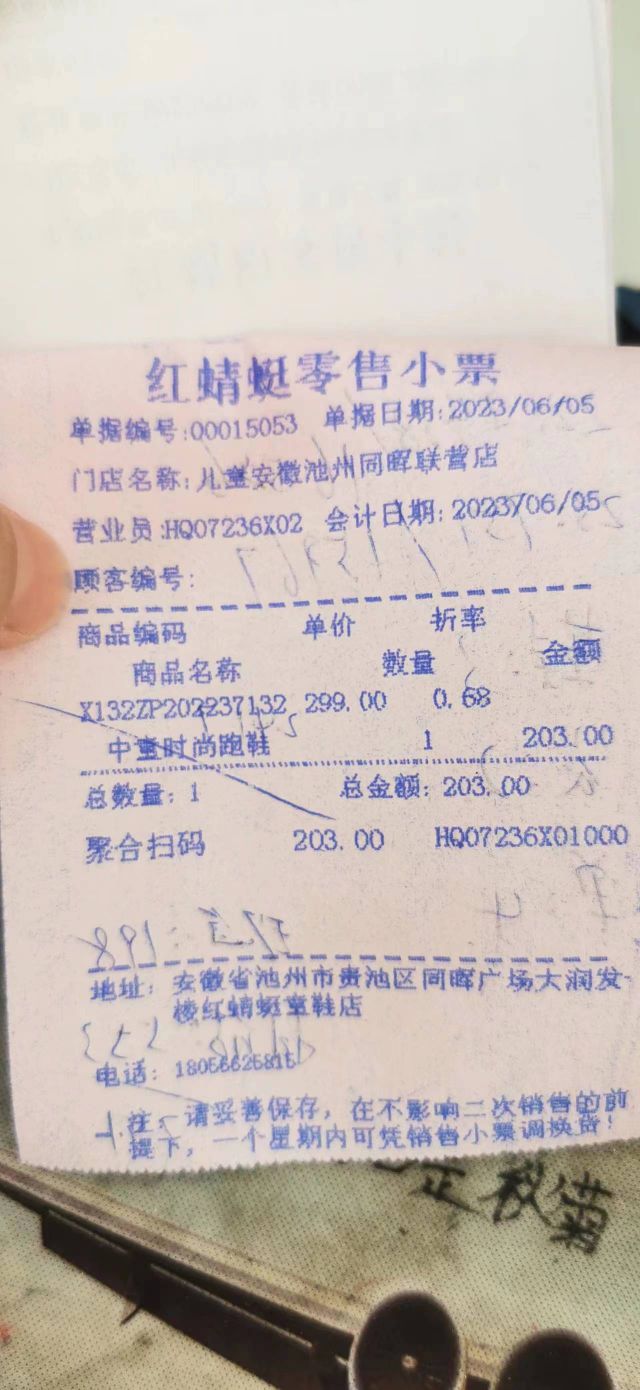 红蜻蜓零售小票
单据编号:00015053 单据日期:2023/06/05
门店名称:儿童安徽池州同晖联营店
营业员:HQ07236X02 会计日期:2023/06/05
顾客编号:
商品编码 单价 折率
商品名称 数量 金额
X132ZP202237132 299.00 0.68
中童时尚跑鞋 1 203.00
总数量: 1 总金额: 203.00
聚合扫码 203.00 HQ07236X01000
地址: 安徽省池州市贵池区同晖广场大润发
楼红蜻蜓童鞋店
电话: 18056625815
注: 请妥善保存, 在不影响二次销售的前
提下, 一个星期内可凭销售小票调换货!